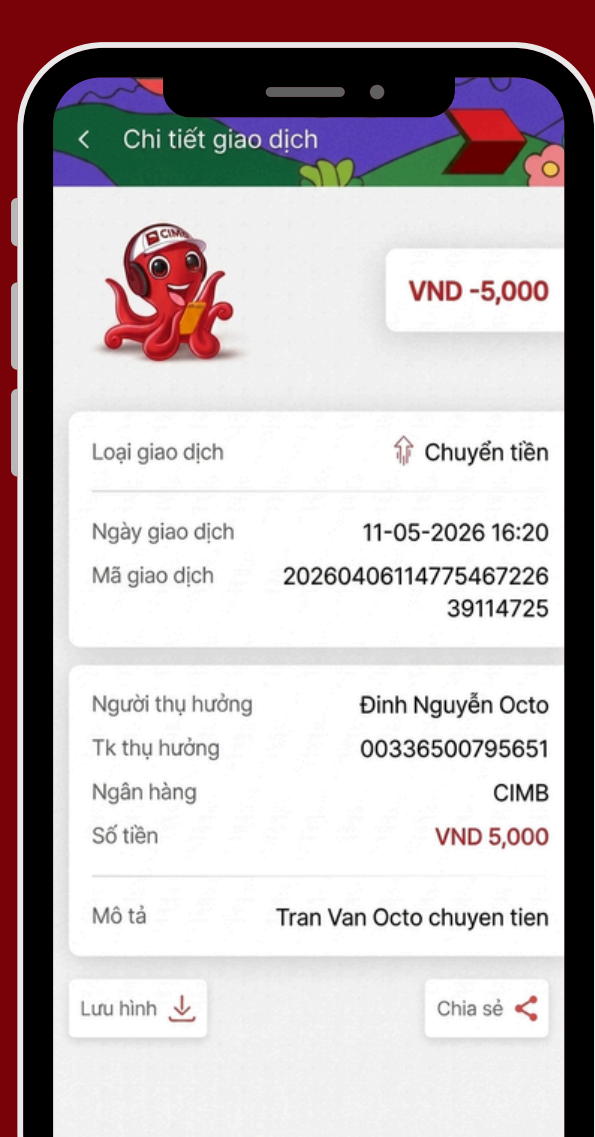 Chi tiết giao dịch
CIMB
VND -5,000
Loại giao dịch Chuyển tiền
Ngày giao dịch 11-05-2026 16:20
Mã giao dịch 20260406114775467226
39114725
Người thụ hưởng Đinh Nguyễn Octo
Tk thụ hưởng 00336500795651
Ngân hàng CIMB
Số tiền VND 5,000
Mô tả Tran Van Octo chuyen tien
Lưu hình Chia sẻ